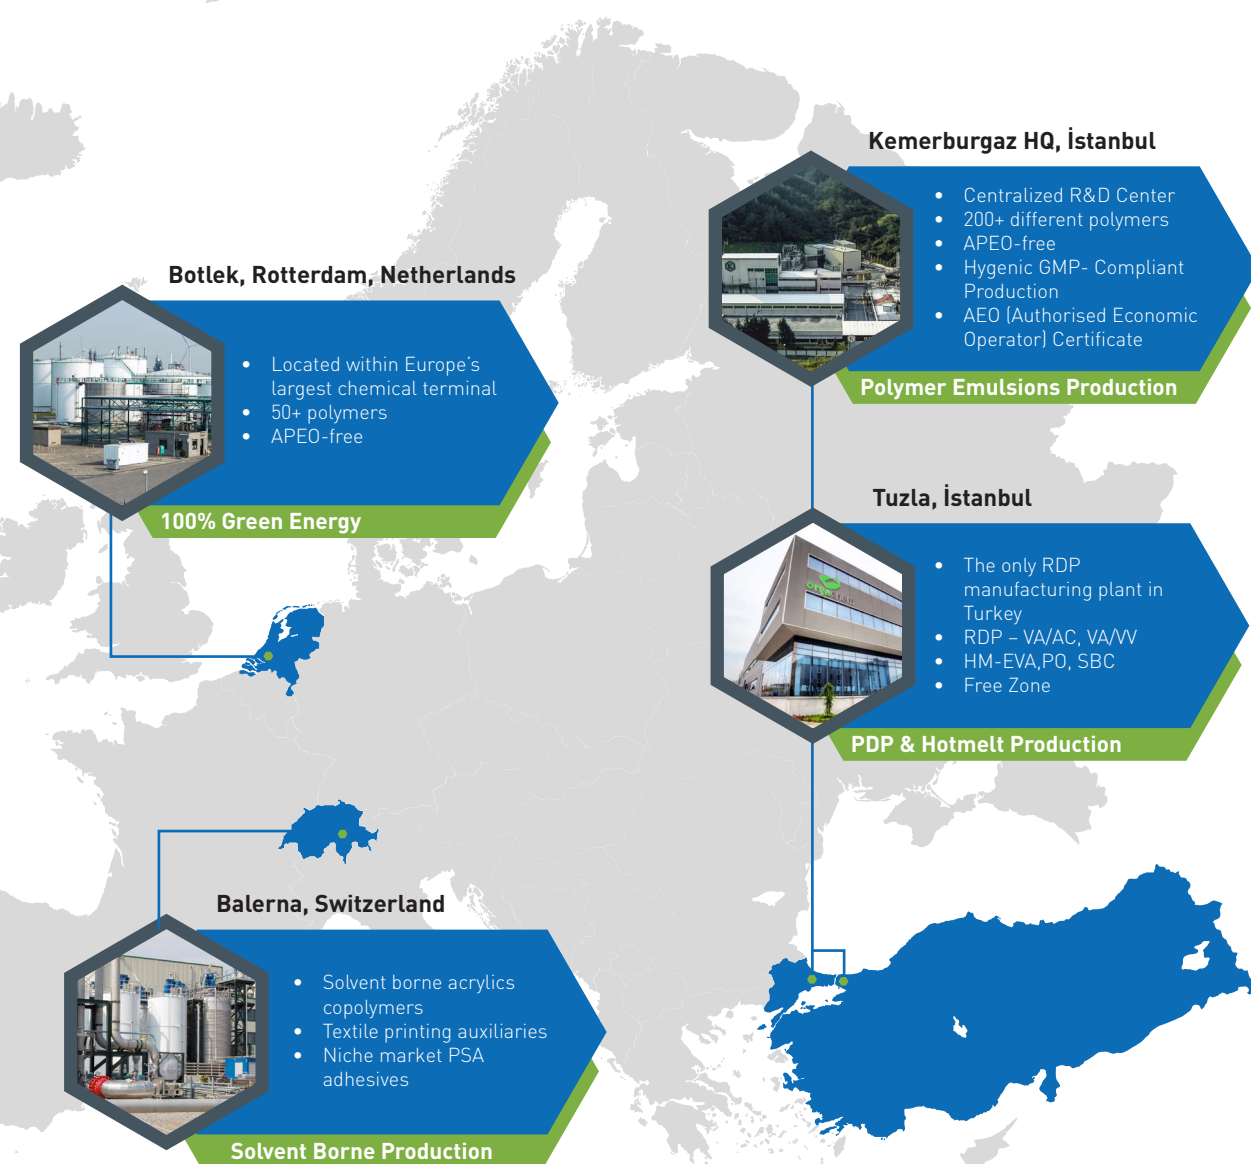 Kemerburgaz HQ, İstanbul
• Centralized R&D Center
• 200+ different polymers
• APEO-free
• Hygenic GMP- Compliant
Production
• AEO (Authorised Economic
Operator) Certificate
Polymer Emulsions Production
Botlek, Rotterdam, Netherlands
• Located within Europe's
largest chemical terminal
• 50+ polymers
• APEO-free
100% Green Energy
Tuzla, İstanbul
• The only RDP
manufacturing plant in
Turkey
• RDP – VA/AC, VA/VV
• HM-EVA,PO, SBC
• Free Zone
PDP & Hotmelt Production
Balerna, Switzerland
• Solvent borne acrylics
copolymers
• Textile printing auxiliaries
• Niche market PSA
adhesives
Solvent Borne Production